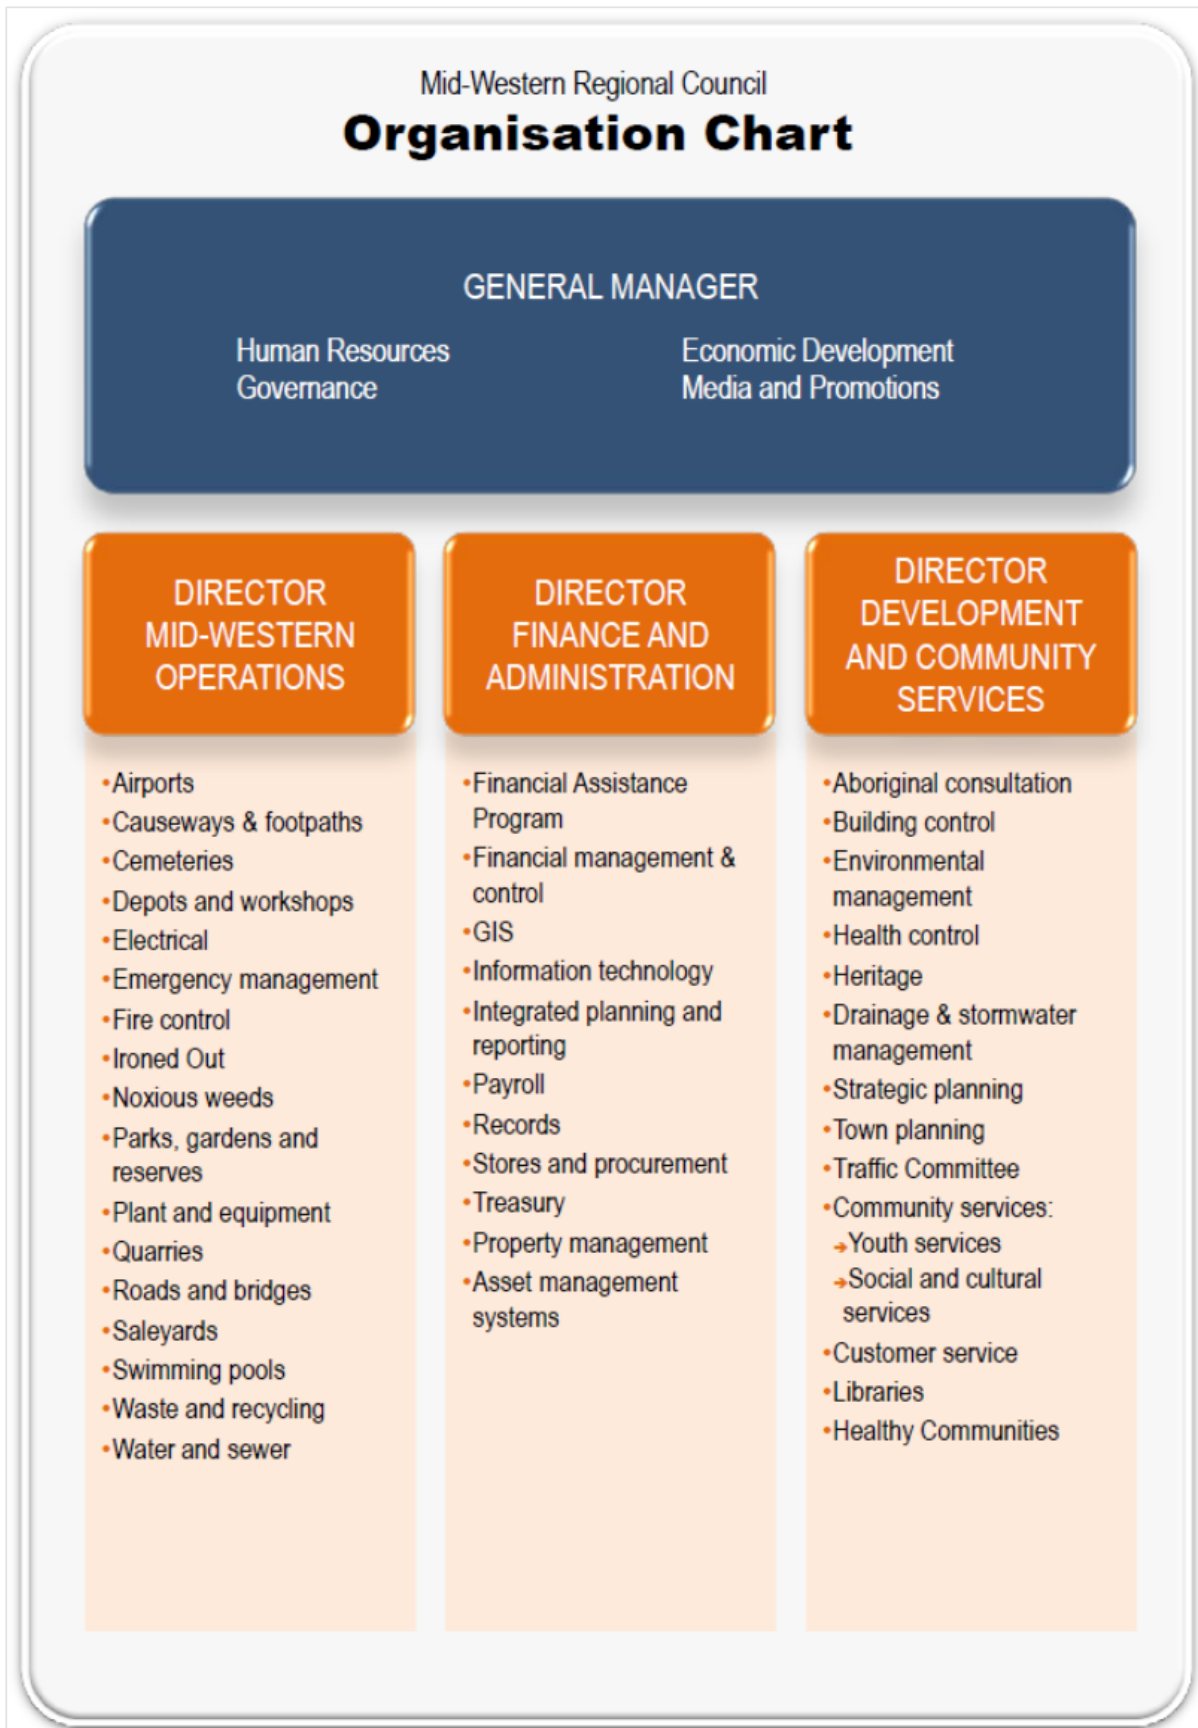 Mid-Western Regional Council
Organisation Chart
GENERAL MANAGER
Human Resources
Governance
Economic Development
Media and Promotions
DIRECTOR
MID-WESTERN
OPERATIONS
•Airports
•Causeways & footpaths
•Cemeteries
•Depots and workshops
•Electrical
•Emergency management
•Fire control
•Ironed Out
•Noxious weeds
•Parks, gardens and
reserves
•Plant and equipment
•Quarries
•Roads and bridges
•Saleyards
•Swimming pools
•Waste and recycling
•Water and sewer
DIRECTOR
FINANCE AND
ADMINISTRATION
•Financial Assistance
Program
•Financial management &
control
•GIS
•Information technology
•Integrated planning and
reporting
•Payroll
•Records
•Stores and procurement
•Treasury
•Property management
•Asset management
systems
DIRECTOR
DEVELOPMENT
AND COMMUNITY
SERVICES
•Aboriginal consultation
•Building control
•Environmental
management
•Health control
•Heritage
•Drainage & stormwater
management
•Strategic planning
•Town planning
•Traffic Committee
•Community services:
➔Youth services
➔Social and cultural
services
•Customer service
•Libraries
•Healthy Communities